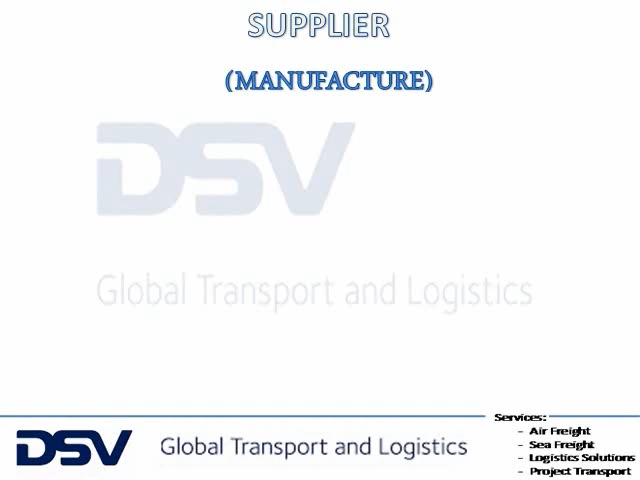 SUPPLIER
(MANUFACTURE)
DSV
Global Transport and Logistics
Services:
- Air Freight
- Sea Freight
- Logistics Solutions
- Project Transport
DSV
Global Transport and Logistics